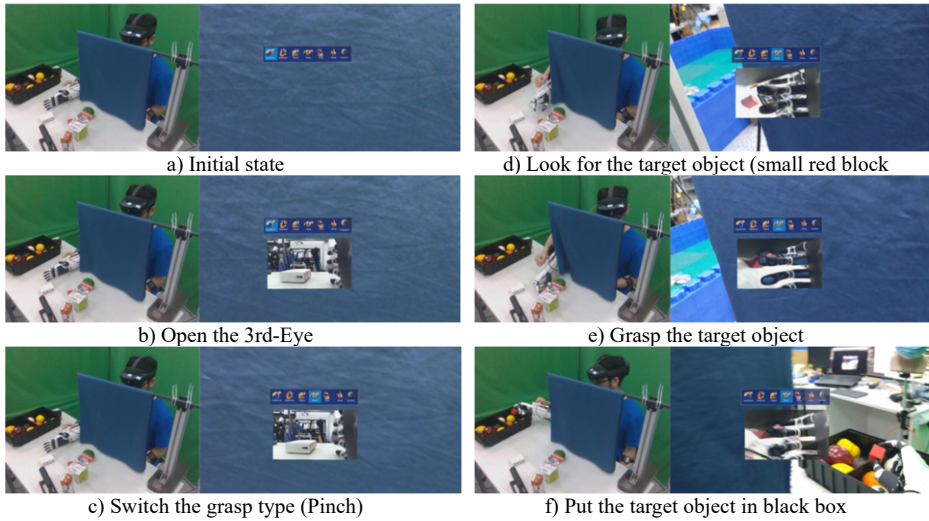 a) Initial state
b) Open the 3rd-Eye
c) Switch the grasp type (Pinch)
d) Look for the target object (small red block
e) Grasp the target object
f) Put the target object in black box